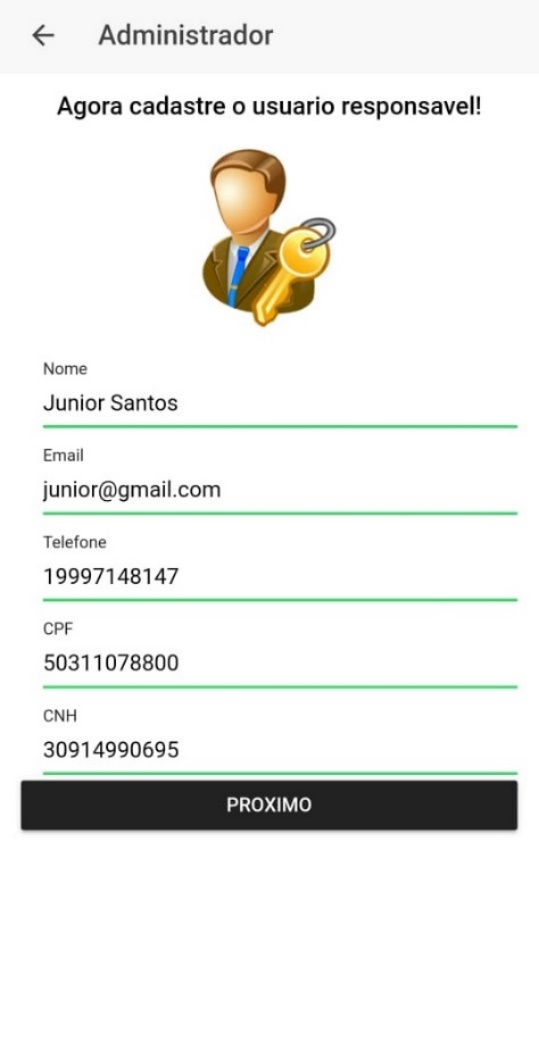 Administrador
Agora cadastre o usuario responsavel!
Nome
Junior Santos
Email
junior@gmail.com
Telefone
19997148147
CPF
50311078800
CNH
30914990695
PROXIMO